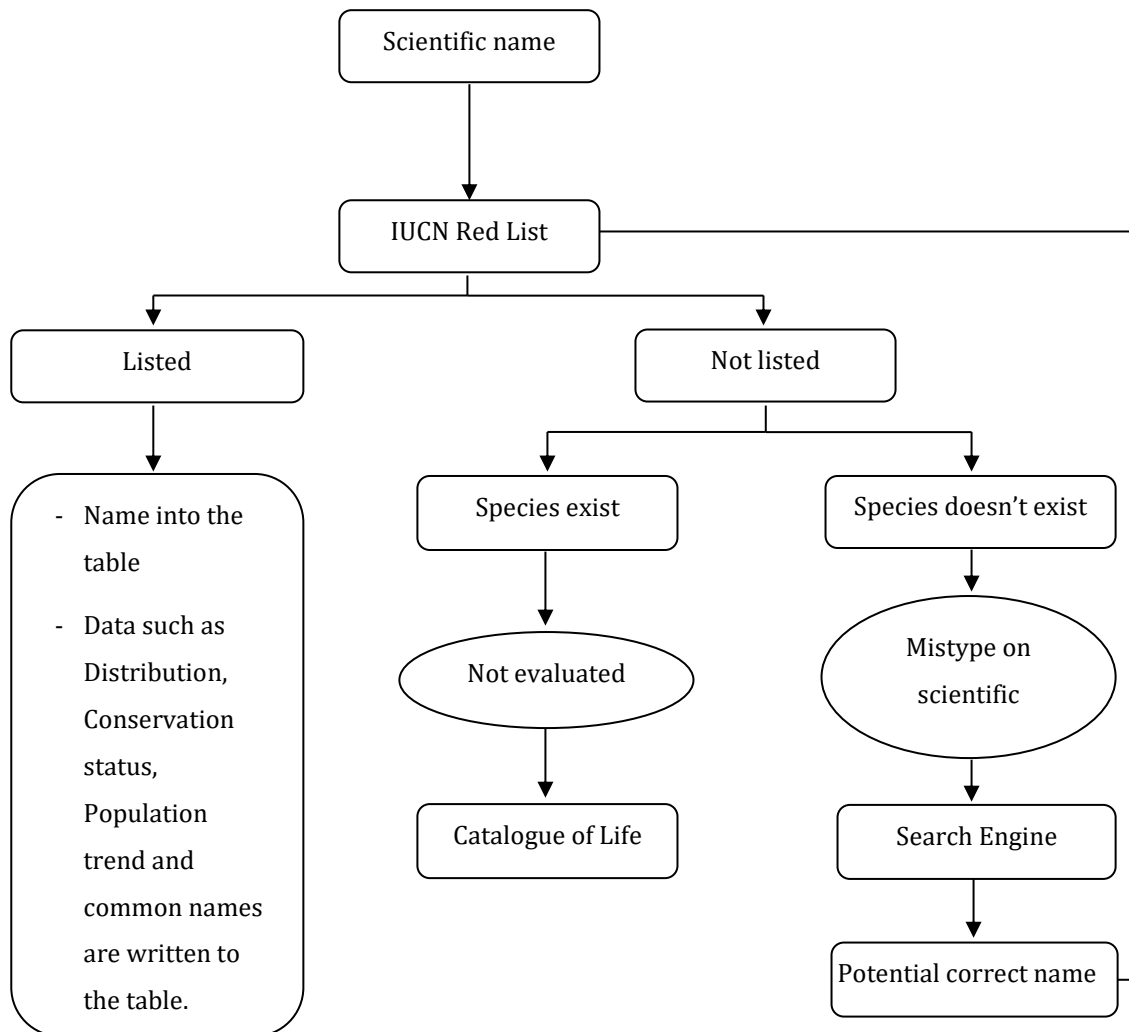 Scientific name
IUCN Red List
Listed
Not listed
- Name into the
table
- Data such as
Distribution,
Conservation
status,
Population
trend and
common names
are written to
the table.
Species exist
Not evaluated
Catalogue of Life
Species doesn’t exist
Mistype on
scientific
Search Engine
Potential correct name